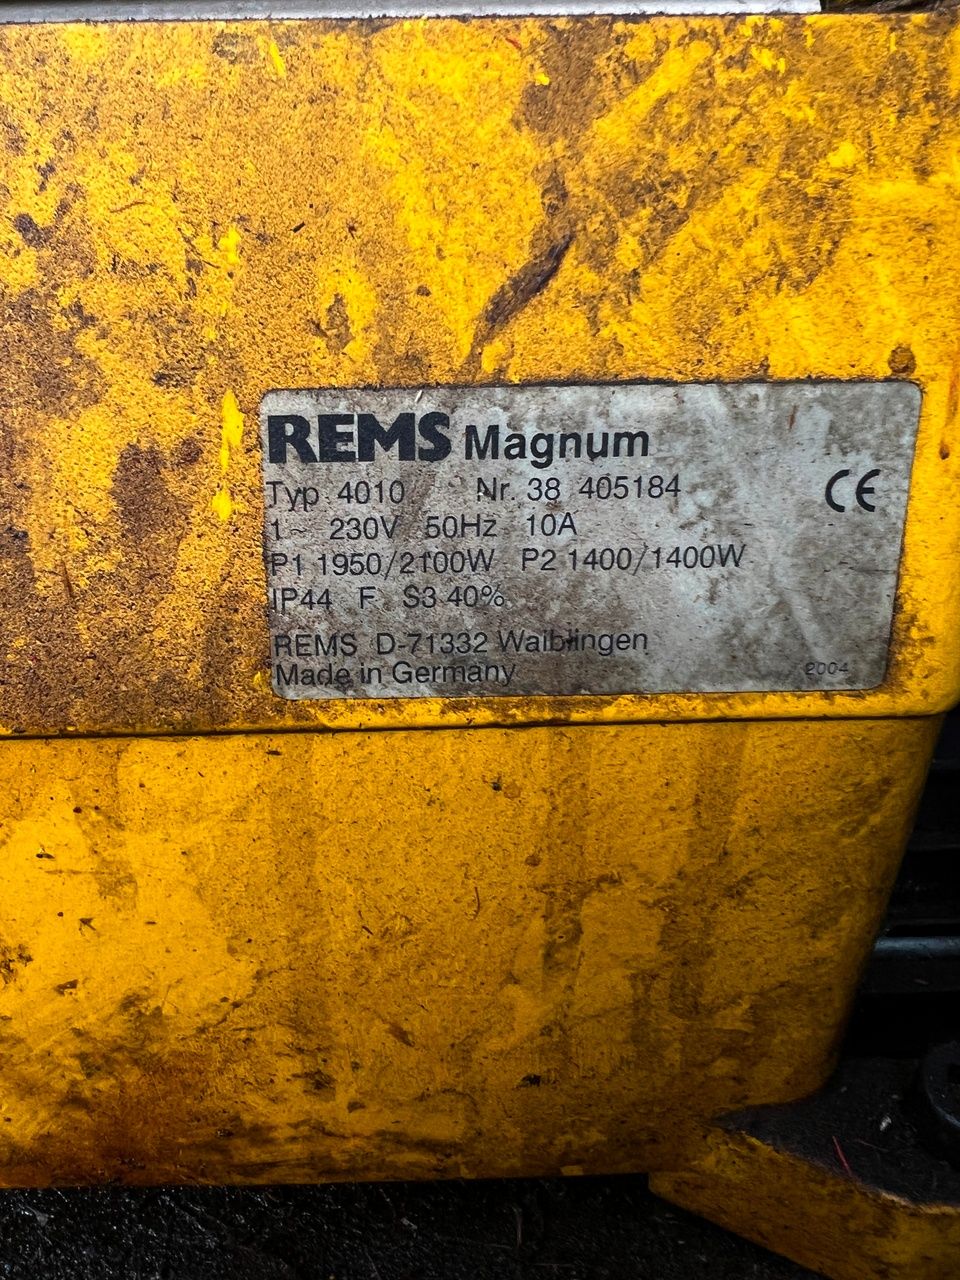 REMS Magnum
Typ 4010 Nr. 38 405184
CE
1~ 230V 50Hz 10A
P1 1950/2100W P2 1400/1400W
IP44 F S3 40%
REMS D-71332 Waiblingen
Made in Germany 2004